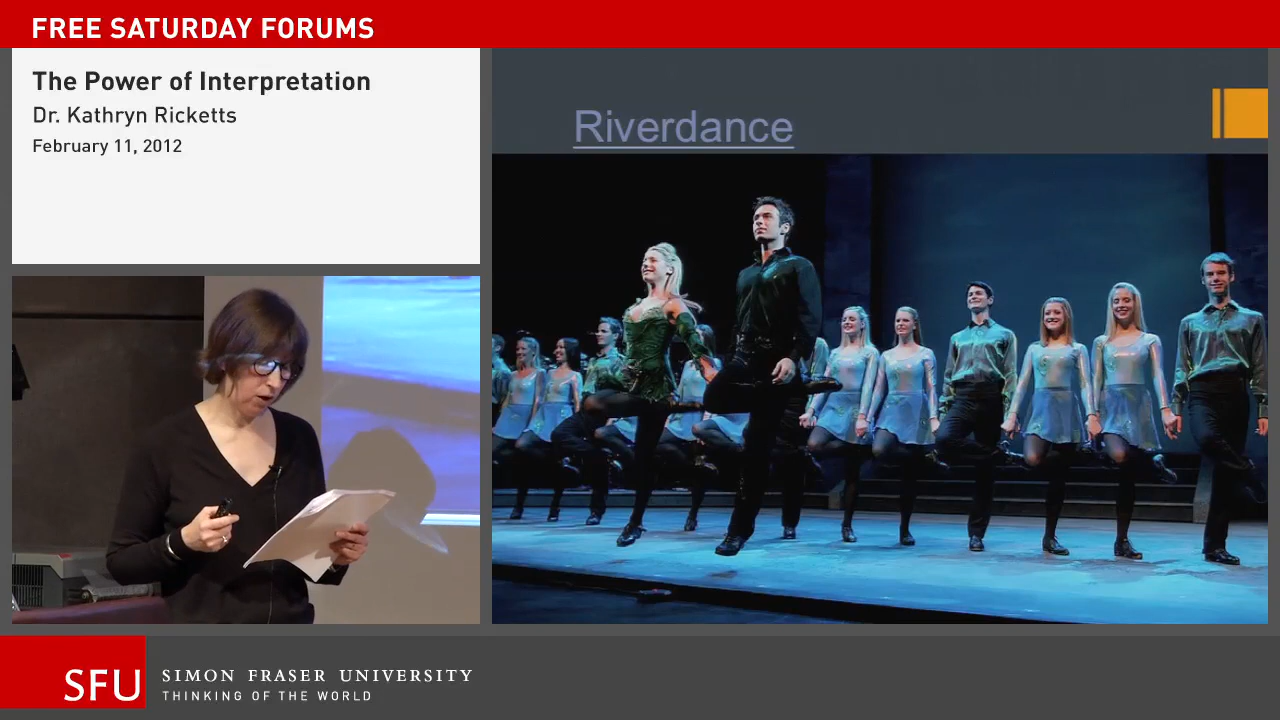 FREE SATURDAY FORUMS
The Power of Interpretation
Dr. Kathryn Ricketts
February 11, 2012
Riverdance
SFU
SIMON FRASER UNIVERSITY
THINKING OF THE WORLD